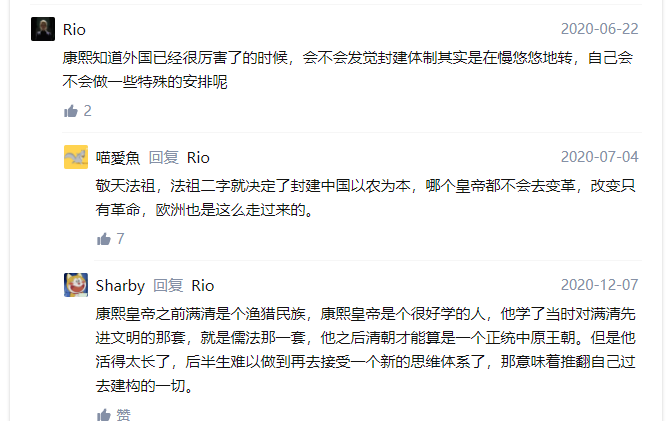 Rio 2020-06-22
康熙知道外国已经很厉害了的时候，会不会发觉封建体制其实是在慢悠悠地转，自己会
不会做一些特殊的安排呢
2
喵愛魚 回复 Rio 2020-07-04
敬天法祖，法祖二字就决定了封建中国以农为本，哪个皇帝都不会去变革，改变只
有革命，欧洲也是这么走过来的。
7
Sharby 回复 Rio 2020-12-07
康熙皇帝之前满清是个渔猎民族，康熙皇帝是个很好学的人，他学了当时对满清先
进文明的那套，就是儒法那一套，他之后清朝才能算是一个正统中原王朝。但是他
活得太长了，后半生难以做到再去接受一个新的思维体系了，那意味着推翻自己过
去建构的一切。
赞